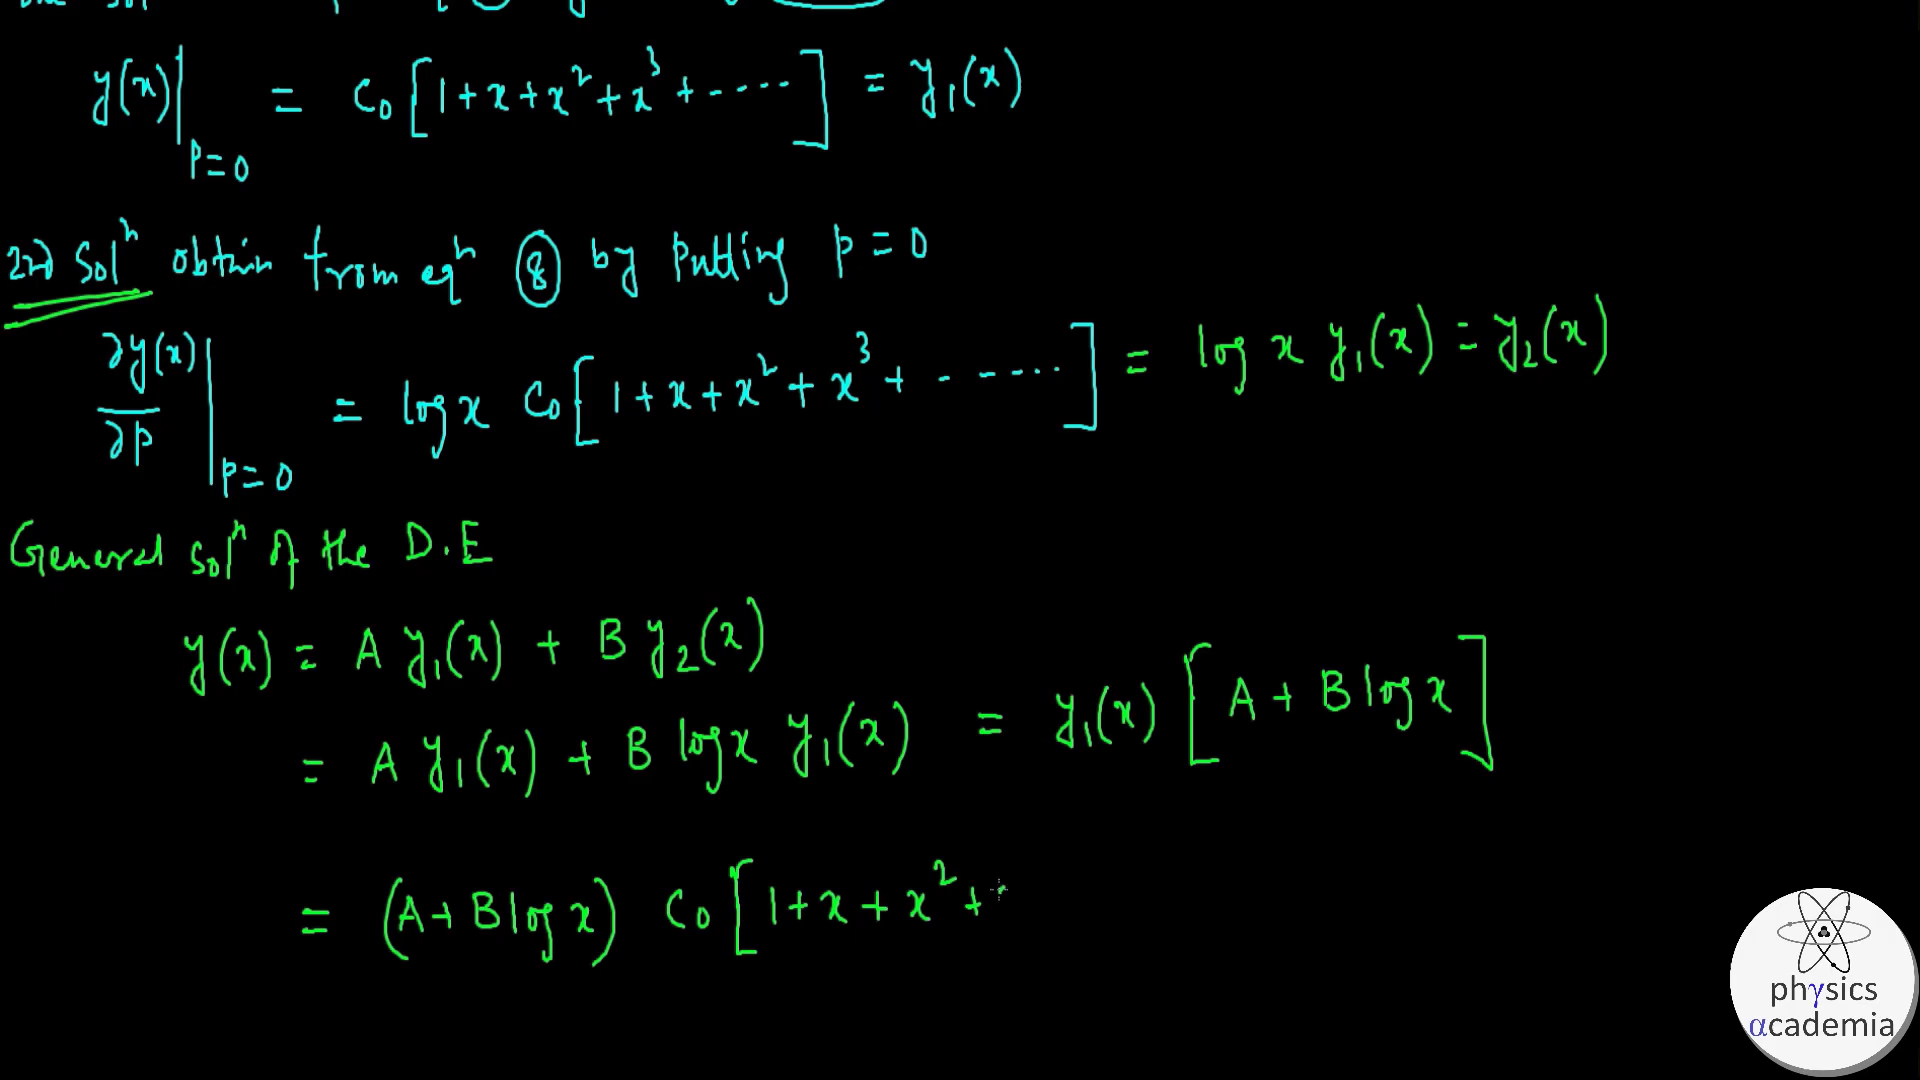 y(x)|p=0 = C0[1+x+x²+x³+-----] = y1(x)
2nd Solⁿ obtain from eqⁿ ⑧ by Putting p=0
∂y(x)/∂p|p=0 = log x C0[1+x+x²+x³+-----] = log x y1(x) = y2(x)
General Solⁿ of the D.E
y(x) = A y1(x) + B y2(x)
= A y1(x) + B log x y1(x) = y1(x)[A + B log x]
= (A+B log x) C0[1+x+x²+
physics
αcademia